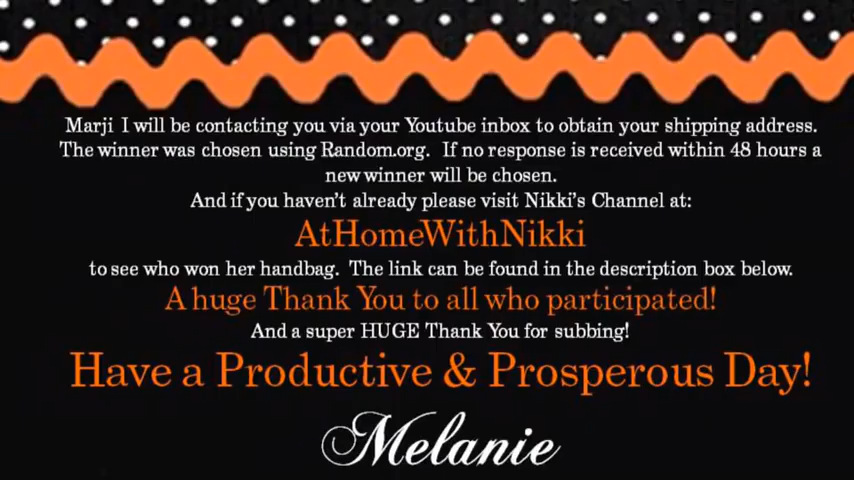 Marji I will be contacting you via your Youtube inbox to obtain your shipping address.
The winner was chosen using Random.org. If no response is received within 48 hours a
new winner will be chosen.
And if you haven't already please visit Nikki's Channel at:
AtHomeWithNikki
to see who won her handbag. The link can be found in the description box below.
A huge Thank You to all who participated!
And a super HUGE Thank You for subbing!
Have a Productive & Prosperous Day!
Melanie